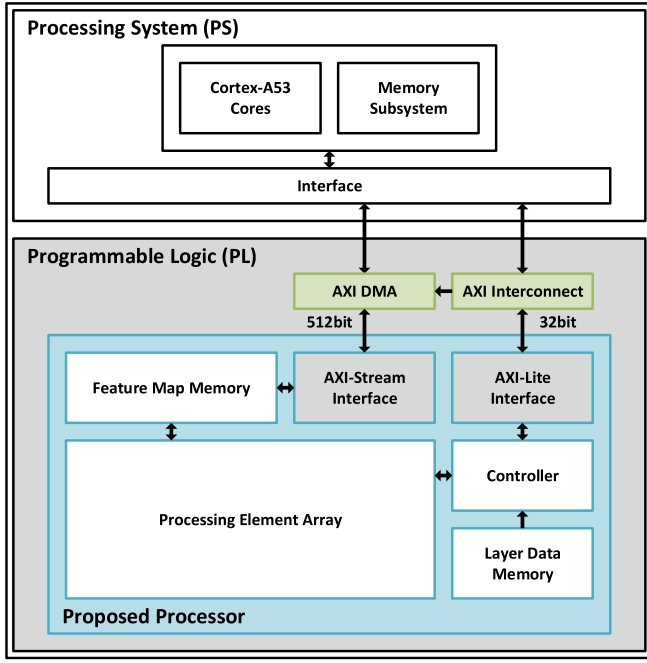 Processing System (PS)
Cortex-A53
Cores
Memory
Subsystem
Interface
Programmable Logic (PL)
AXI DMA
AXI Interconnect
512bit
32bit
Feature Map Memory
AXI-Stream
Interface
AXI-Lite
Interface
Processing Element Array
Controller
Layer Data
Memory
Proposed Processor